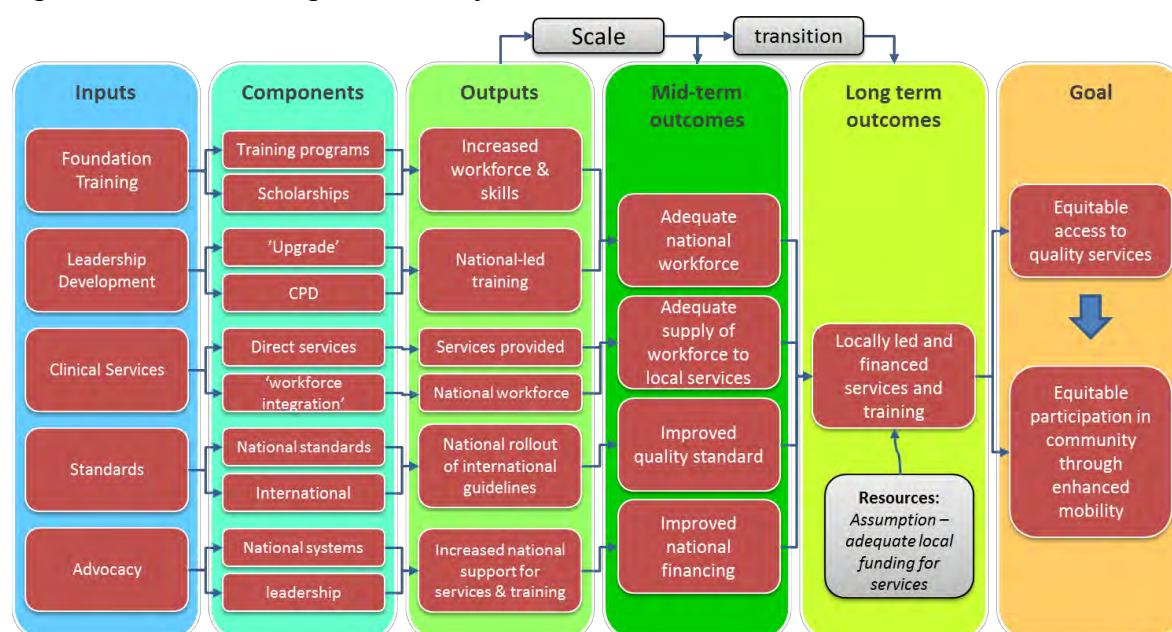 Scale
transition
Inputs
Foundation
Training
Leadership
Development
Clinical Services
Standards
Advocacy
Components
Training programs
Scholarships
'Upgrade'
CPD
Direct services
'workforce
integration'
National standards
International
National systems
leadership
Outputs
Increased
workforce &
skills
National-led
training
Services provided
National workforce
National rollout
of international
guidelines
Increased national
support for
services & training
Mid-term
outcomes
Adequate
national
workforce
Adequate
supply of
workforce to
local services
Improved
quality standard
Improved
national
financing
Long term
outcomes
Locally led and
financed
services and
training
Resources:
Assumption –
adequate local
funding for
services
Goal
Equitable
access to
quality services
Equitable
participation in
community
through
enhanced
mobility